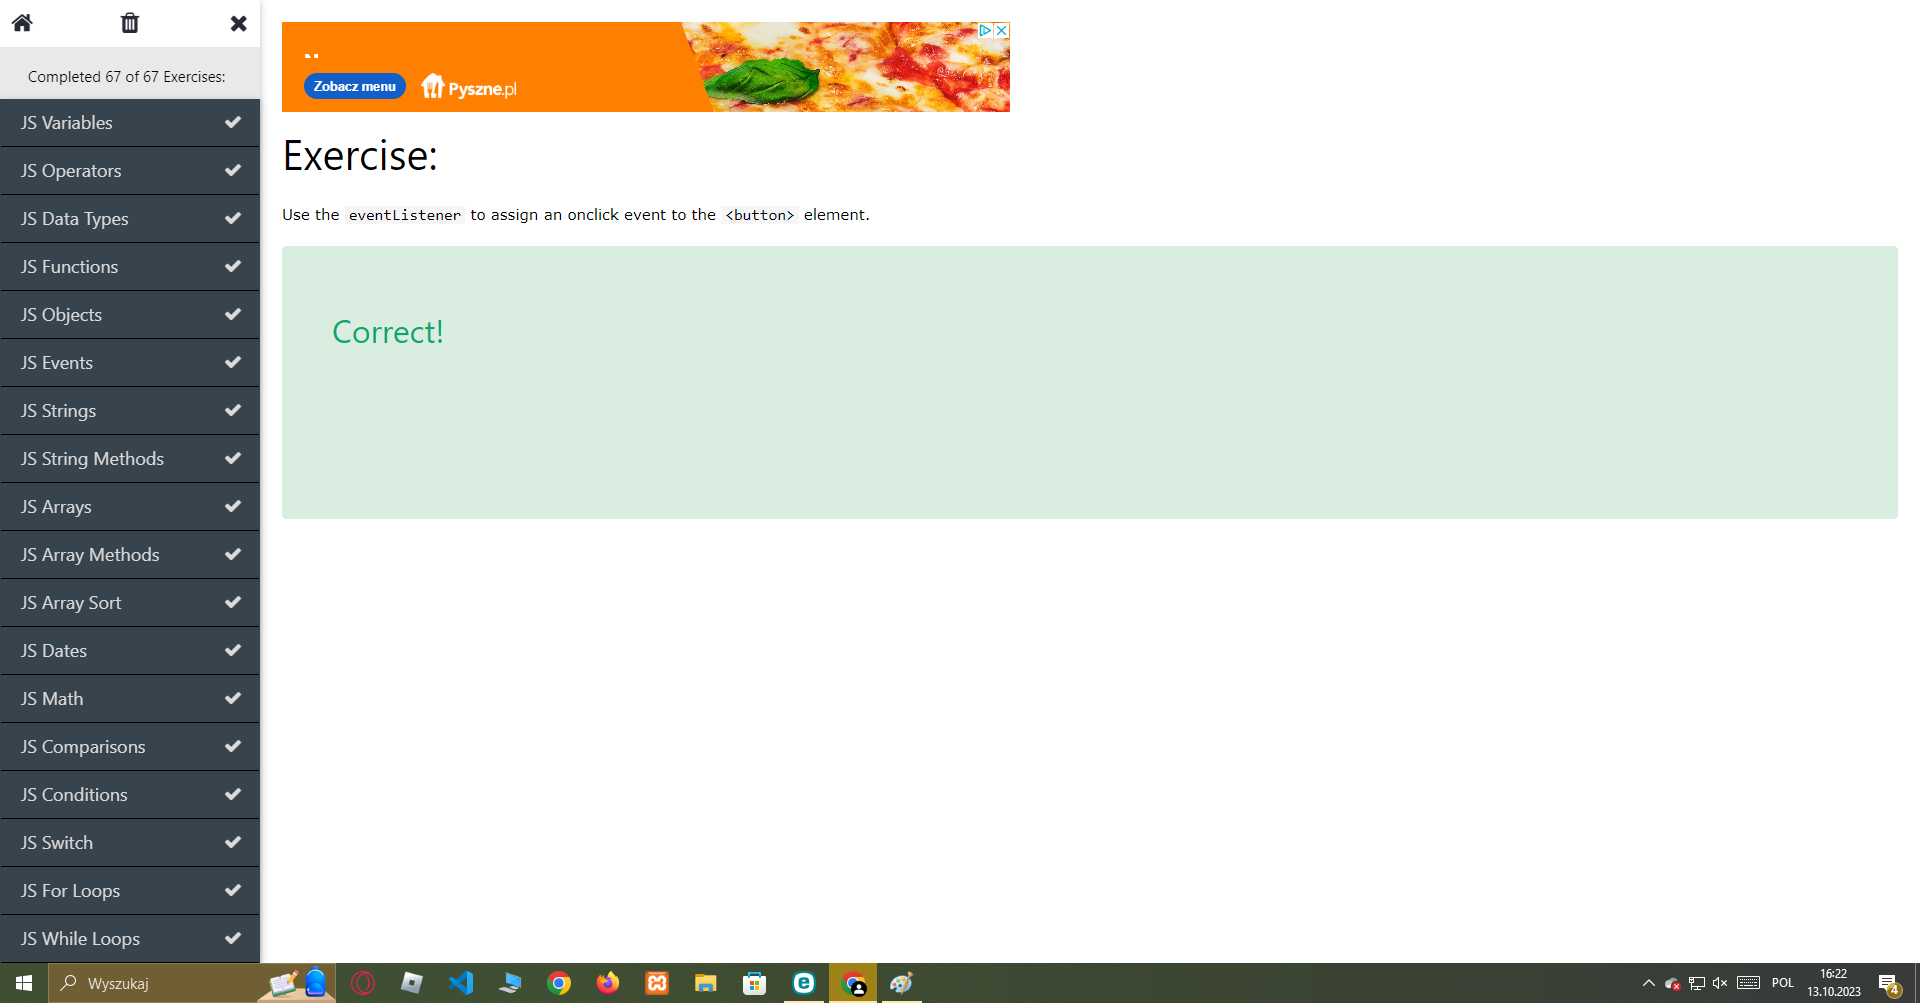 Completed 67 of 67 Exercises:
JS Variables
JS Operators
JS Data Types
JS Functions
JS Objects
JS Events
JS Strings
JS String Methods
JS Arrays
JS Array Methods
JS Array Sort
JS Dates
JS Math
JS Comparisons
JS Conditions
JS Switch
JS For Loops
JS While Loops
Zobacz menu
Pyszne.pl
Exercise:
Use the eventListener to assign an onclick event to the <button> element.
Correct!
Wyszukaj
POL
16:22
13.10.2023
4